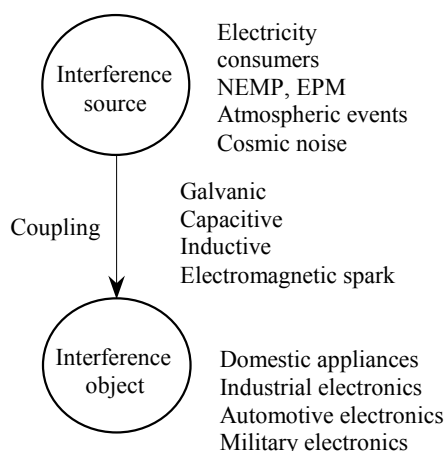 Interference
source
Electricity
consumers
NEMP, EPM
Atmospheric events
Cosmic noise
Coupling
Galvanic
Capacitive
Inductive
Electromagnetic spark
Interference
object
Domestic appliances
Industrial electronics
Automotive electronics
Military electronics